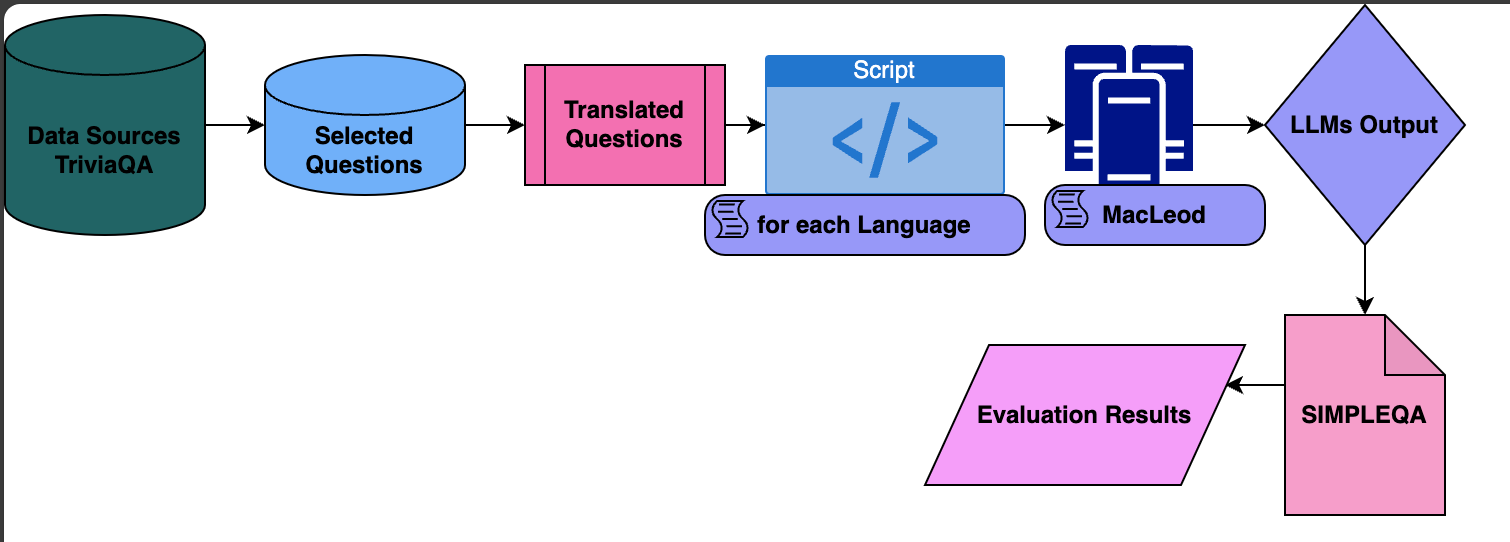 Data Sources
TriviaQA
Selected
Questions
Translated
Questions
Script
</>
for each Language
MacLeod
LLMs Output
SIMPLEQA
Evaluation Results